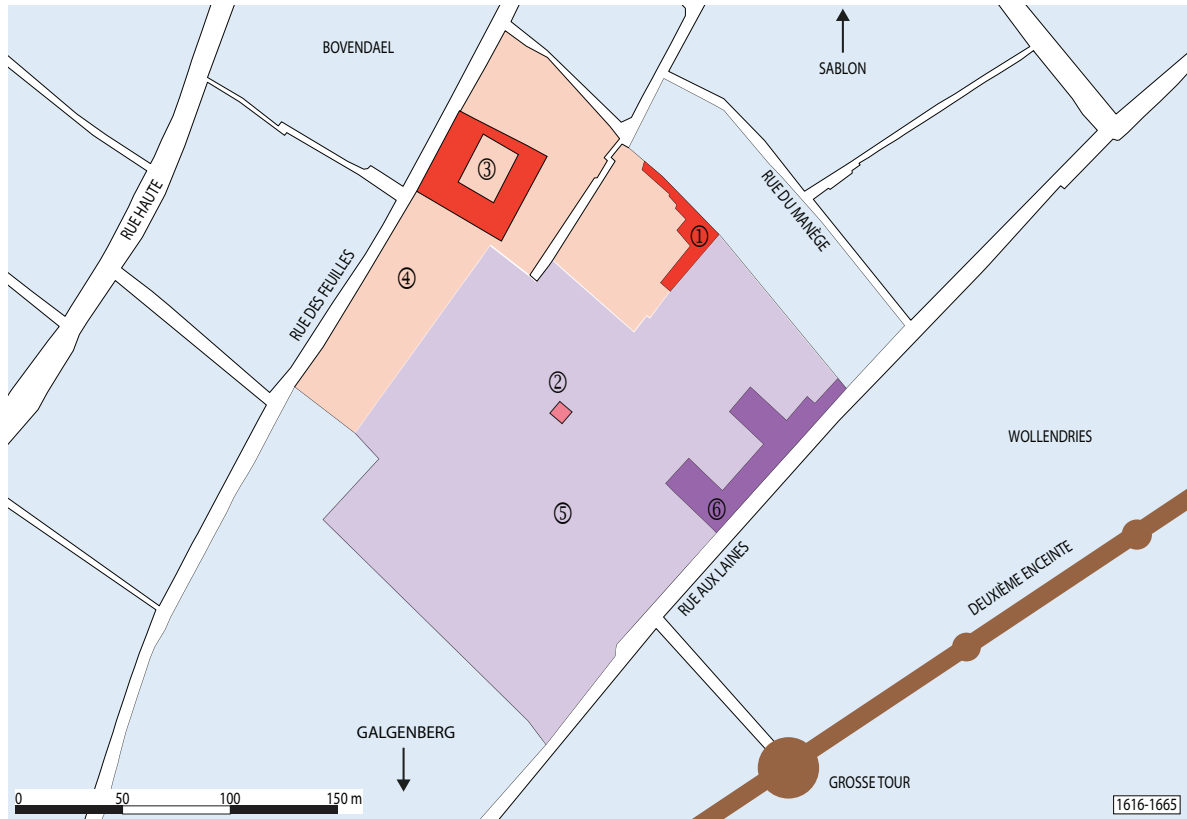 BOVENDAEL
SABLON
RUE HAUTE
RUE DES FEUILLES
RUE DU MANÈGE
③
①
④
②
WOLLENDRIES
⑤
⑥
RUE AUX LAINES
DEUXIÈME ENCEINTE
GALGENBERG
GROSSE TOUR
0 50 100 150 m
1616-1665